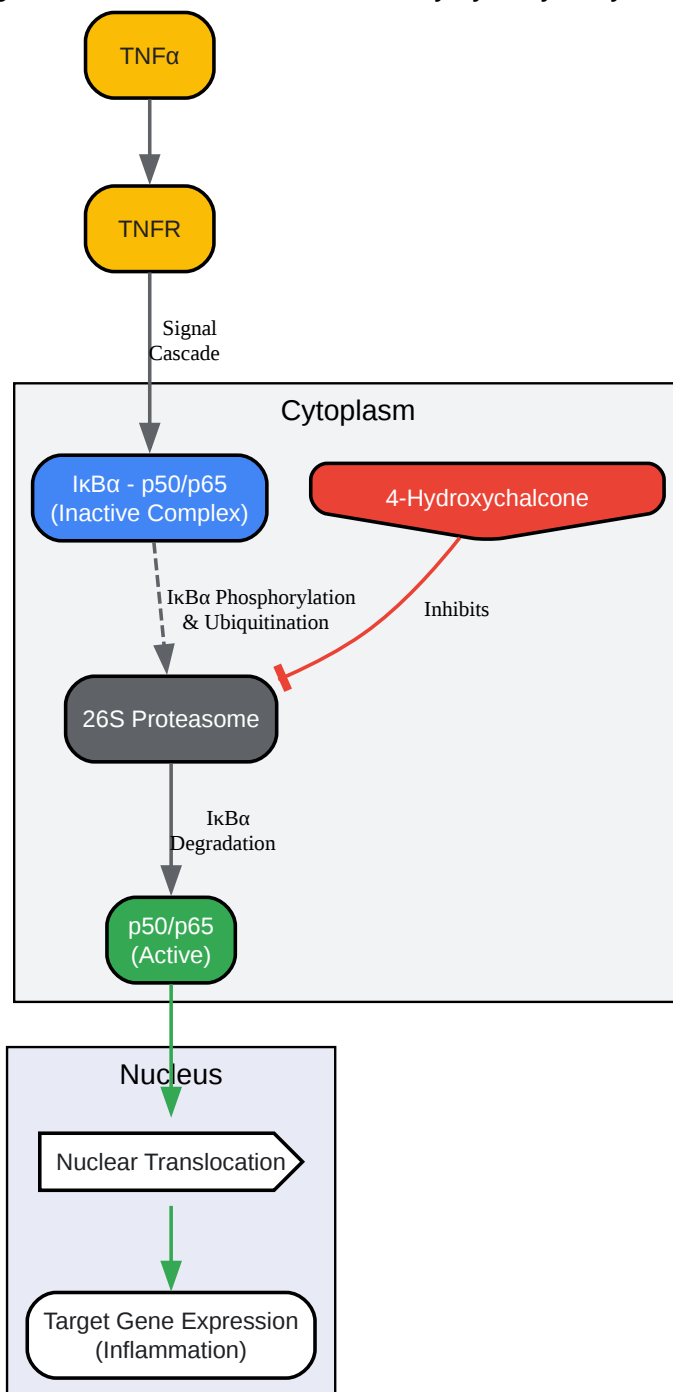 TNFα
TNFR
Signal
Cascade
Cytoplasm
IκBα - p50/p65
(Inactive Complex)
4-Hydroxychalcone
IκBα Phosphorylation
& Ubiquitination
Inhibits
26S Proteasome
IκBα
Degradation
p50/p65
(Active)
Nucleus
Nuclear Translocation
Target Gene Expression
(Inflammation)